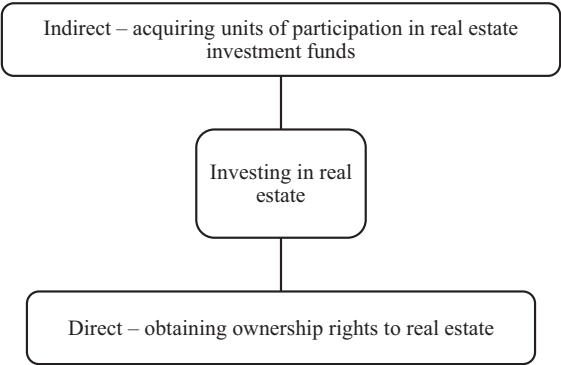 Indirect – acquiring units of participation in real estate
investment funds
Investing in real
estate
Direct – obtaining ownership rights to real estate